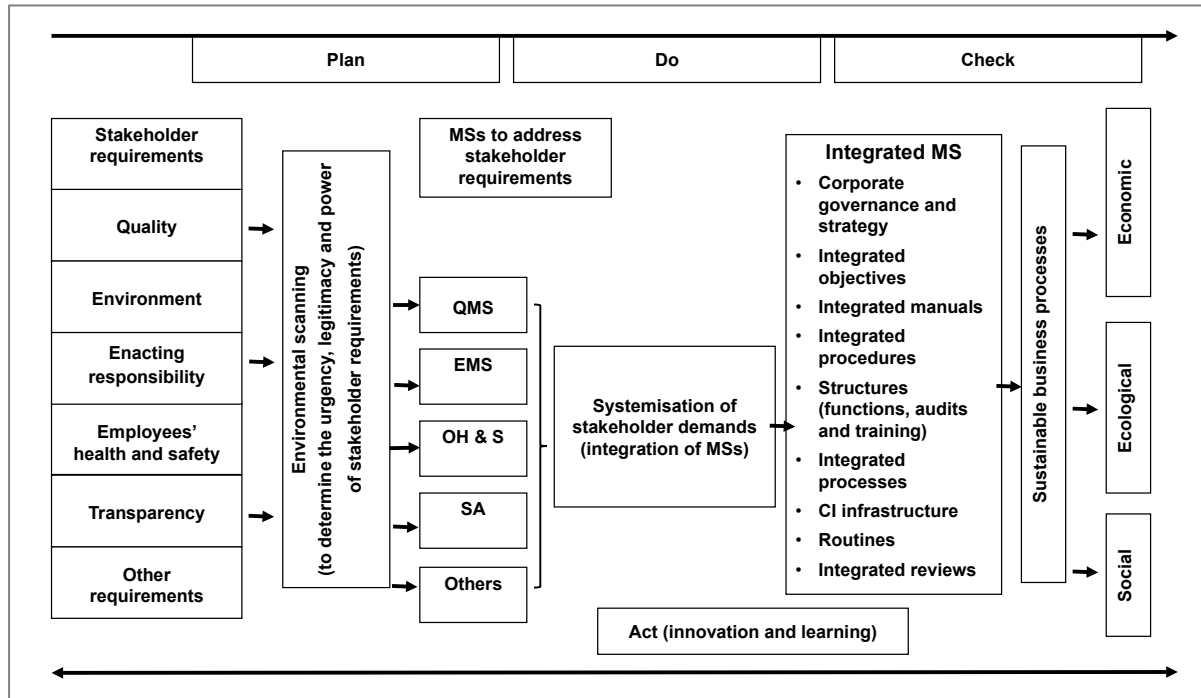 Plan
Do
Check
Stakeholder
requirements
Quality
Environment
Enacting
responsibility
Employees’
health and safety
Transparency
Other
requirements
Environmental scanning
(to determine the urgency, legitimacy and power
of stakeholder requirements)
MSs to address
stakeholder
requirements
QMS
EMS
OH & S
SA
Others
Systemisation of
stakeholder demands
(integration of MSs)
Integrated MS
• Corporate
governance and
strategy
• Integrated
objectives
• Integrated manuals
• Integrated
procedures
• Structures
(functions, audits
and training)
• Integrated
processes
• CI infrastructure
• Routines
• Integrated reviews
Sustainable business processes
Economic
Ecological
Social
Act (innovation and learning)